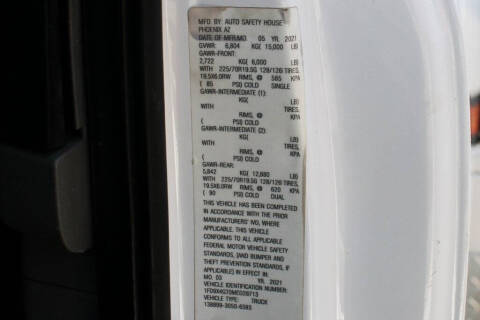 MFG BY: AUTO SAFETY HOUSE
PHOENIX AZ
DATE OF MFR:MO. 05 YR. 2021
GVWR: 6,804 KG( 15,000 LB)
GAWR-FRONT:
2,722 KG( 6,000 LB)
WITH 225/70R19.5G 128/126 TIRES,
19.5X6.0RW RIMS, @ 585 KPA
( 85 PSI) COLD SINGLE
GAWR-INTERMEDIATE (1):
KG( LB)
WITH TIRES,
RIMS, @ KPA
( PSI) COLD
GAWR-INTERMEDIATE (2):
KG( LB)
WITH TIRES,
RIMS, @ KPA
( PSI) COLD
GAWR-REAR:
5,842 KG( 12,880 LB)
WITH 225/70R19.5G 128/126 TIRES,
19.5X6.0RW RIMS, @ 620 KPA
( 90 PSI) COLD DUAL
THIS VEHICLE HAS BEEN COMPLETED
IN ACCORDANCE WITH THE PRIOR
MANUFACTURERS' IVD, WHERE
APPLICABLE. THIS VEHICLE
CONFORMS TO ALL APPLICABLE
FEDERAL MOTOR VEHICLE SAFETY
STANDARDS, [AND BUMPER AND
THEFT PREVENTION STANDARDS, IF
APPLICABLE] IN EFFECT IN:
MO. 03 YR. 2021
VEHICLE IDENTIFICATION NUMBER:
VEHICLE TYPE: TRUCK